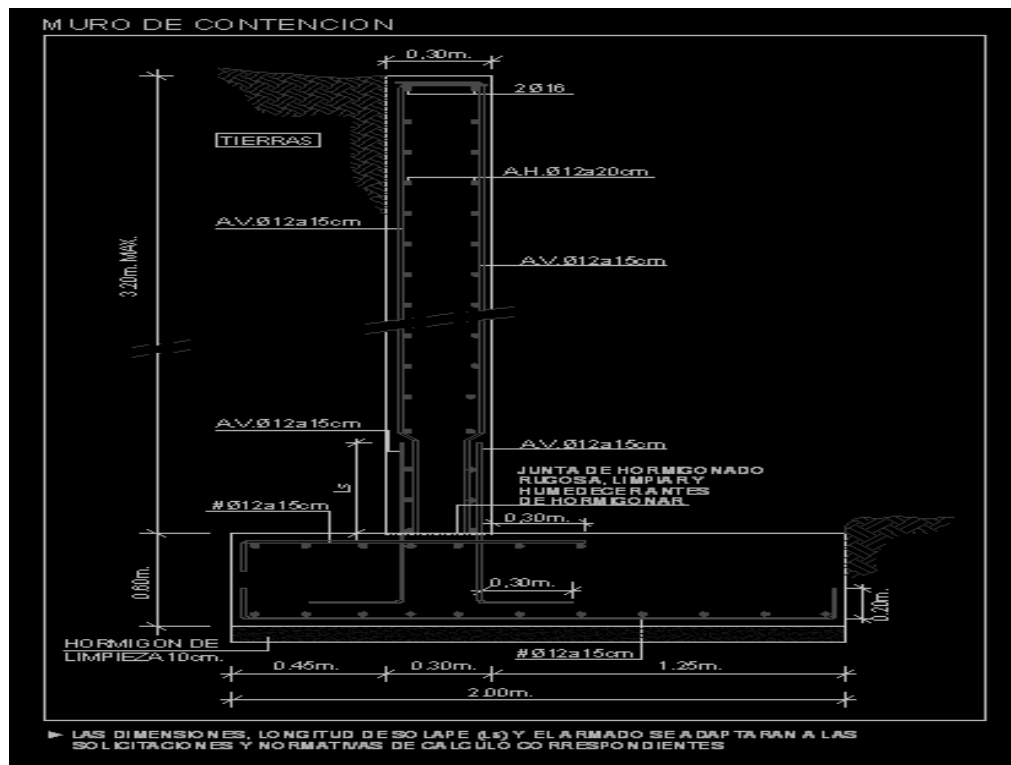 MURO DE CONTENCION
0,30m.
2Ø16
TIERRAS
A.H.Ø12a20cm
A.V.Ø12a15cm
A.V.Ø12a15cm
3.20m. MAX.
A.V.Ø12a15cm
A.V.Ø12a15cm
Ls
JUNTA DE HORMIGONADO
RUGOSA, LIMPIAR Y
HUMEDECER ANTES
DE HORMIGONAR
#Ø12a15cm
0,30m.
0.60m.
0,30m.
0.20m.
HORMIGON DE
LIMPIEZA 10cm.
#Ø12a15cm
0.45m.
0.30m.
1.25m.
2.00m.
► LAS DIMENSIONES, LONGITUD DE SOLAPE (Ls) Y EL ARMADO SE ADAPTARAN A LAS
SOLICITACIONES Y NORMATIVAS DE CALCULO CORRESPONDIENTES